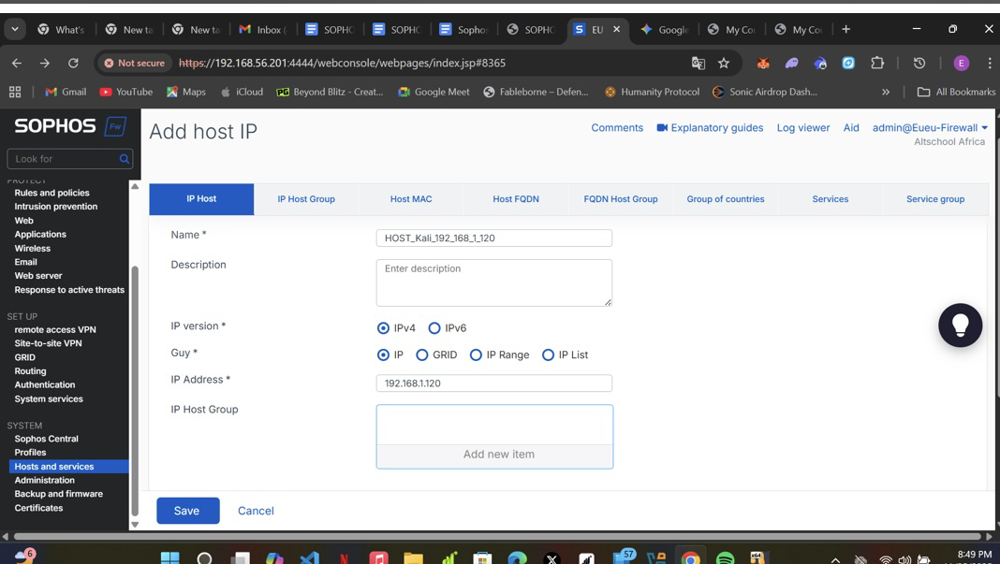 What's
New ta
New ta
Inbox (
SOPHC
SOPHC
Sophos
SOPHC
EU
Google
My Co
My Co
Not secure
https://192.168.56.201:4444/webconsole/webpages/index.jsp#8365
E
Gmail
YouTube
Maps
iCloud
Beyond Blitz - Creat...
Google Meet
Fableborne – Defen...
Humanity Protocol
Sonic Airdrop Dash...
»
All Bookmarks
SOPHOS Fw
Add host IP
Comments
Explanatory guides
Log viewer
Aid
admin@Eueu-Firewall
Altschool Africa
Look for
PROTECT
Rules and policies
Intrusion prevention
Web
Applications
Wireless
Email
Web server
Response to active threats
SET UP
remote access VPN
Site-to-site VPN
GRID
Routing
Authentication
System services
SYSTEM
Sophos Central
Profiles
Hosts and services
Administration
Backup and firmware
Certificates
IP Host
IP Host Group
Host MAC
Host FQDN
FQDN Host Group
Group of countries
Services
Service group
Name *
HOST_Kali_192_168_1_120
Description
Enter description
IP version *
IPv4
IPv6
Guy *
IP
GRID
IP Range
IP List
IP Address *
192.168.1.120
IP Host Group
Add new item
Save
Cancel
6
57
x64
8:49 PM